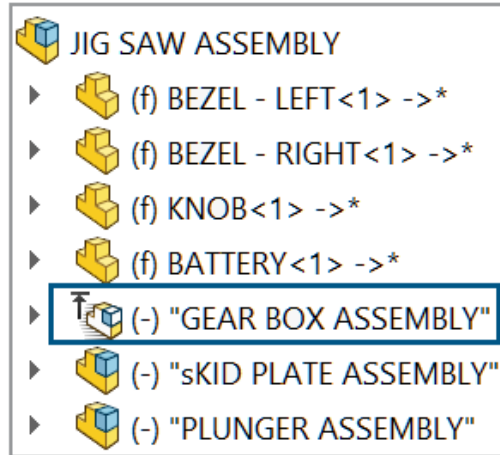 JIG SAW ASSEMBLY
(f) BEZEL - LEFT<1> ->*
(f) BEZEL - RIGHT<1> ->*
(f) KNOB<1> ->*
(f) BATTERY<1> ->*
(-) "GEAR BOX ASSEMBLY"
(-) "sKID PLATE ASSEMBLY"
(-) "PLUNGER ASSEMBLY"